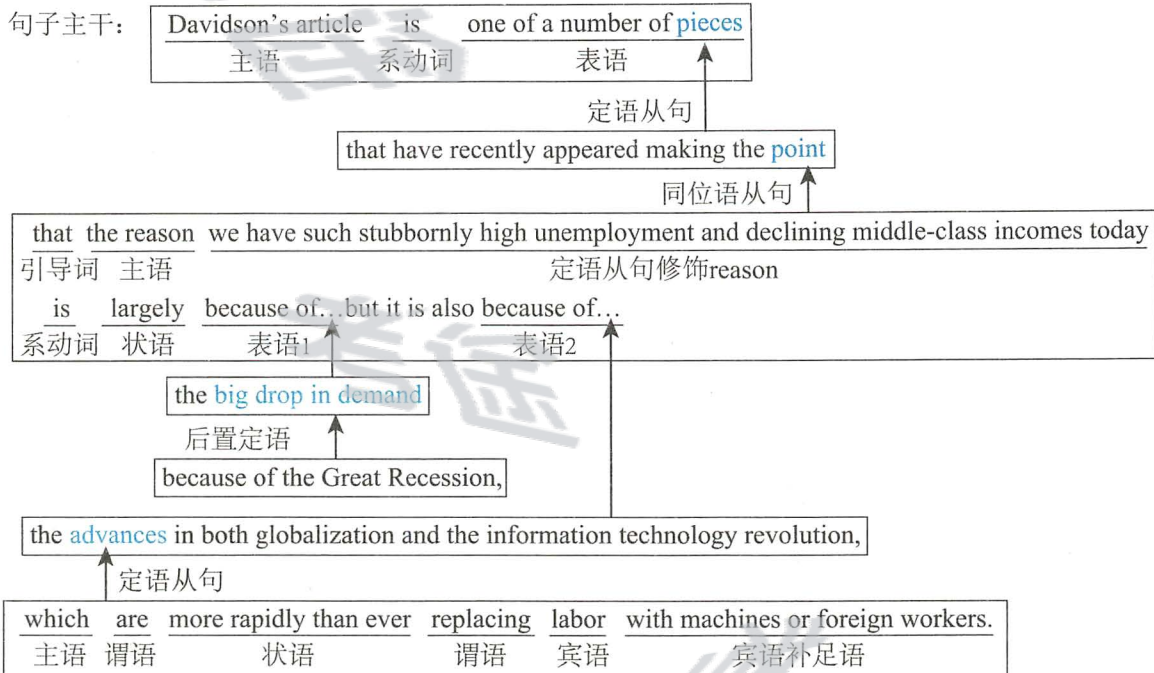 句子主干：
Davidson's article is one of a number of pieces
主语 系动词 表语
定语从句
that have recently appeared making the point
同位语从句
that the reason we have such stubbornly high unemployment and declining middle-class incomes today
引导词 主语 定语从句修饰reason
is largely because of…but it is also because of…
系动词 状语 表语1 表语2
the big drop in demand
后置定语
because of the Great Recession,
the advances in both globalization and the information technology revolution,
定语从句
which are more rapidly than ever replacing labor with machines or foreign workers.
主语 谓语 状语 谓语 宾语 宾语补足语